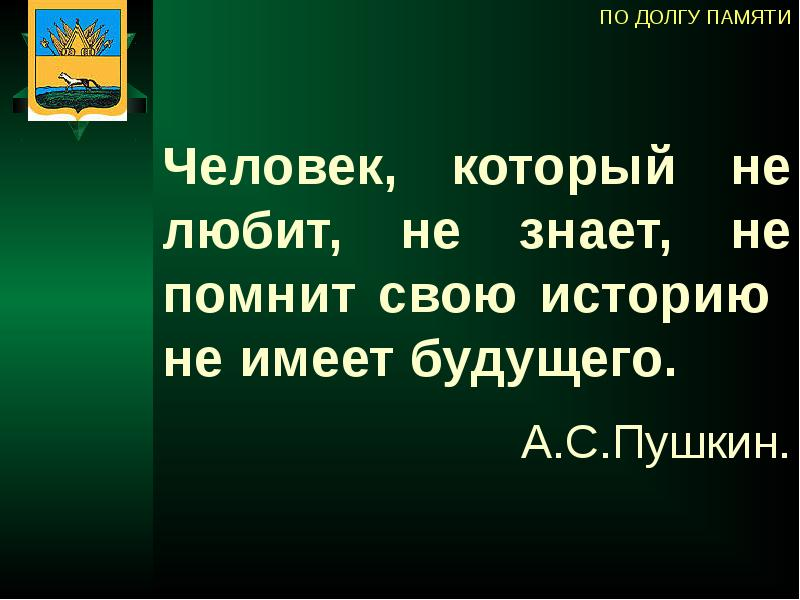 ПО ДОЛГУ ПАМЯТИ
Человек, который не
любит, не знает, не
помнит свою историю
не имеет будущего.
А.С.Пушкин.